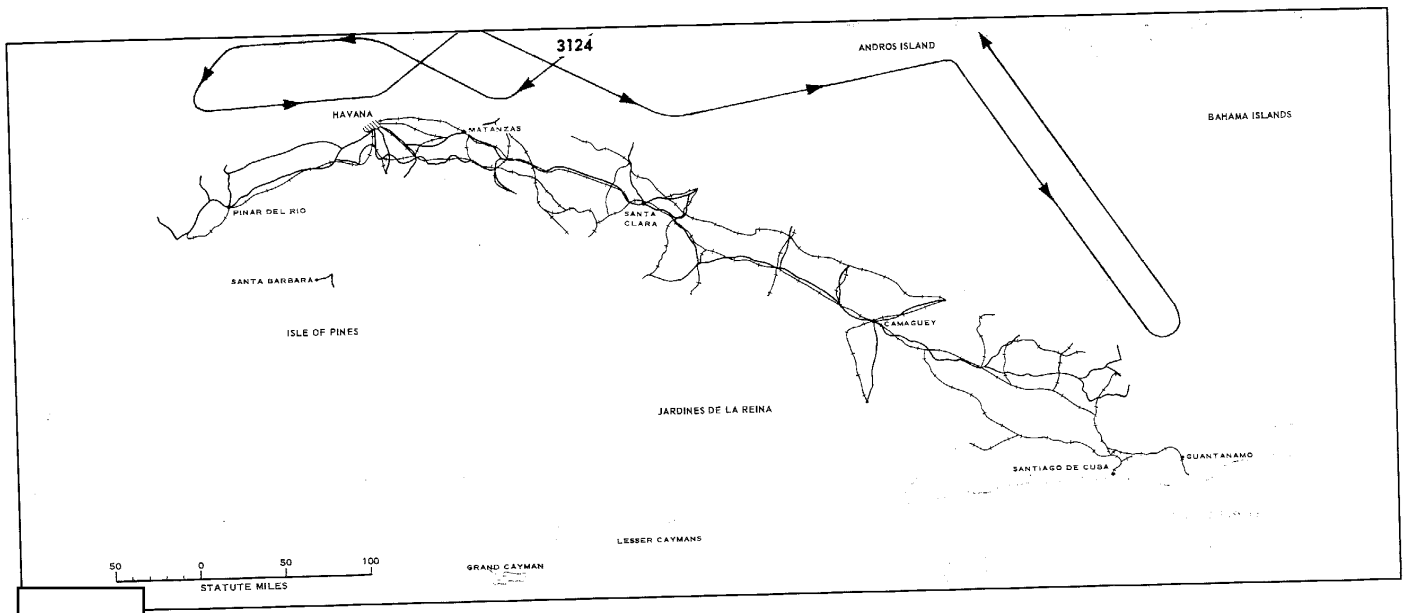 3124
ANDROS ISLAND
HAVANA
BAHAMA ISLANDS
MATANZAS
PINAR DEL RIO
SANTA
CLARA
SANTA BARBARA
ISLE OF PINES
CAMAGUEY
JARDINES DE LA REINA
GUANTANAMO
SANTIAGO DE CUBA
LESSER CAYMANS
GRAND CAYMAN
50 0 50 100
STATUTE MILES